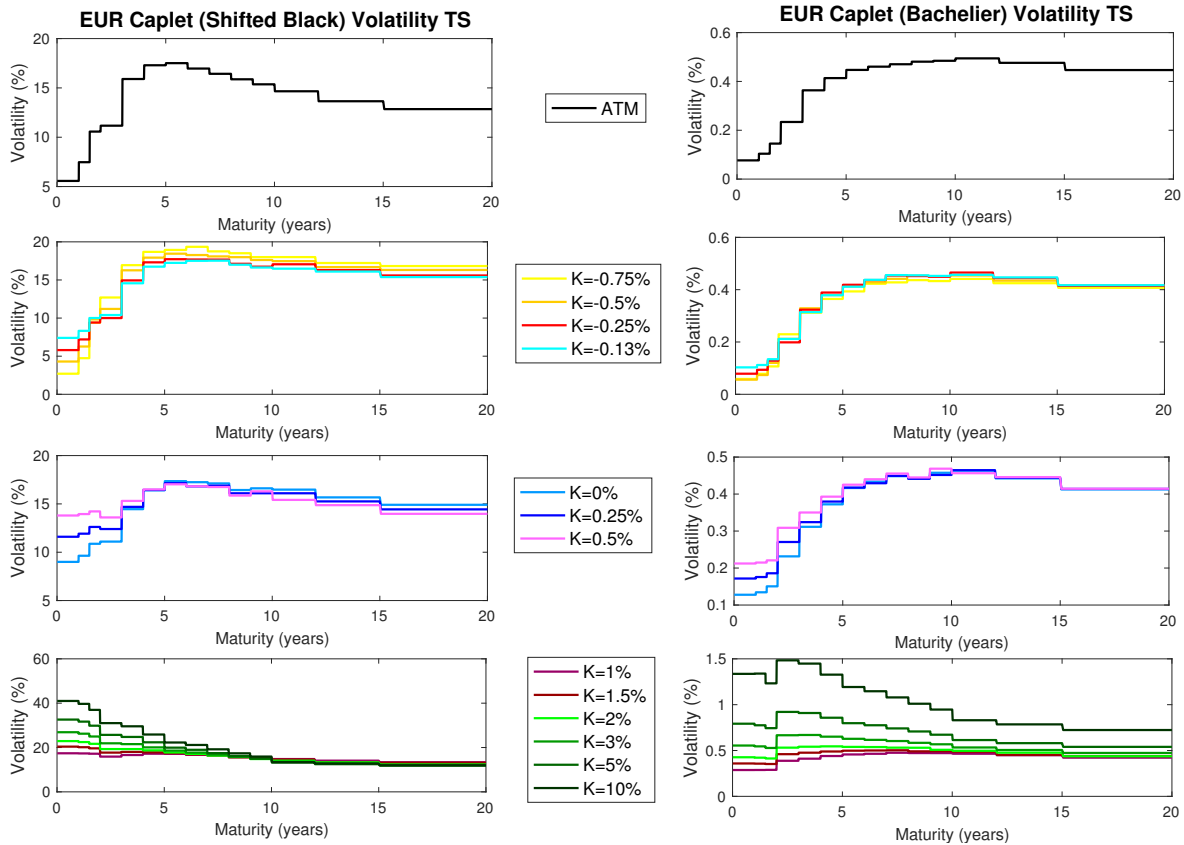 EUR Caplet (Shifted Black) Volatility TS
Volatility (%)
20
15
10
5
0 5 10 15 20
Maturity (years)
ATM
EUR Caplet (Bachelier) Volatility TS
Volatility (%)
0.6
0.4
0.2
0
0 5 10 15 20
Maturity (years)
Volatility (%)
20
15
10
5
0
0 5 10 15 20
Maturity (years)
K=-0.75%
K=-0.5%
K=-0.25%
K=-0.13%
Volatility (%)
0.6
0.4
0.2
0
0 5 10 15 20
Maturity (years)
Volatility (%)
20
15
10
5
0 5 10 15 20
Maturity (years)
K=0%
K=0.25%
K=0.5%
Volatility (%)
0.5
0.4
0.3
0.2
0.1
0 5 10 15 20
Maturity (years)
Volatility (%)
60
40
20
0
0 5 10 15 20
Maturity (years)
K=1%
K=1.5%
K=2%
K=3%
K=5%
K=10%
Volatility (%)
1.5
1
0.5
0
0 5 10 15 20
Maturity (years)